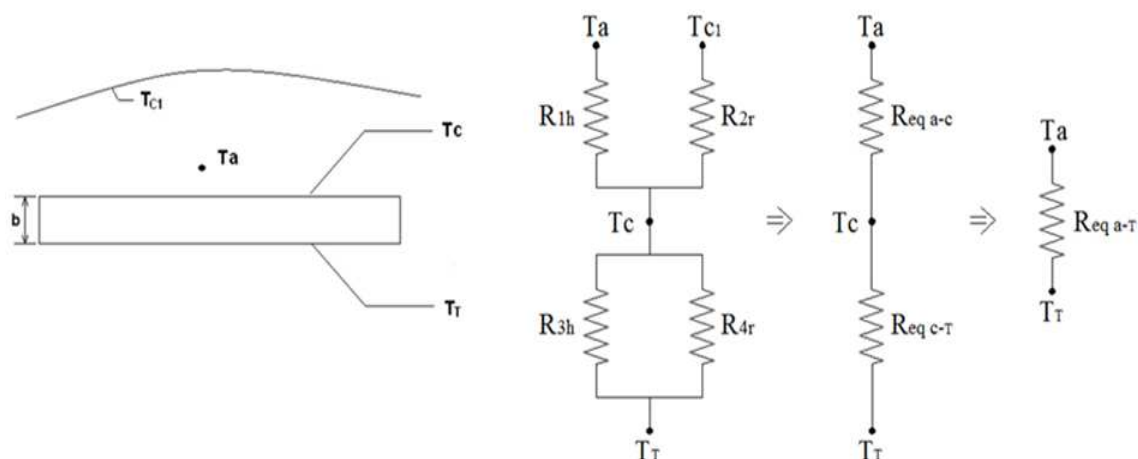 TC1
Tc
Ta
b
TT
Ta
Tc1
R1h
R2r
Tc
R3h
R4r
TT
Ta
Req a-c
Tc
Req c-T
TT
Ta
Req a-T
TT